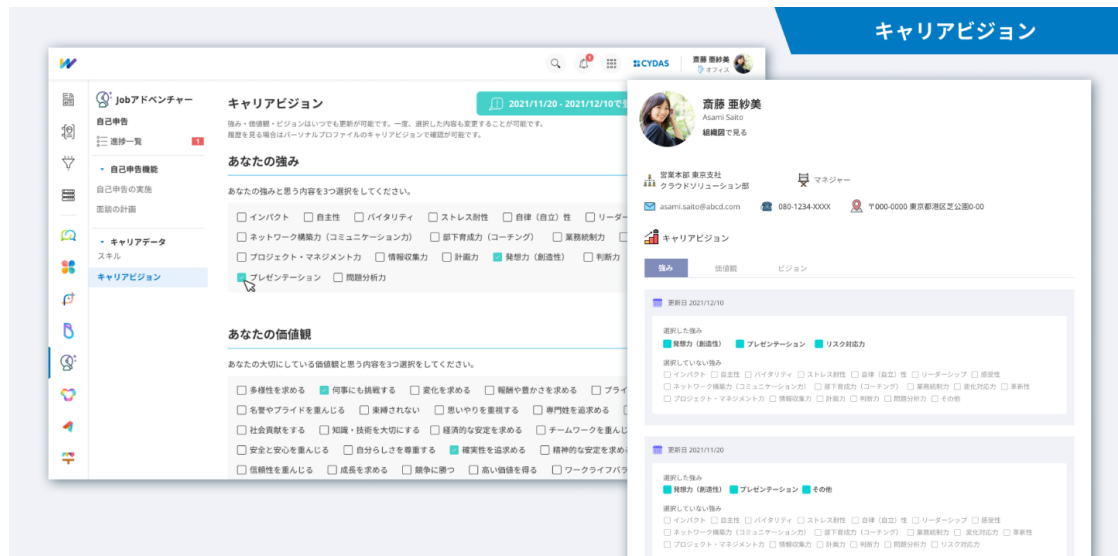 キャリアビジョン
CYDAS
齋藤 亜紗美
オフィス
Jobアドベンチャー
自己申告
進捗一覧 1
自己申告機能
自己申告の実施
面談の計画
キャリアデータ
スキル
キャリアビジョン
キャリアビジョン
2021/11/20 - 2021/12/10で
強み・価値観・ビジョンはいつでも更新が可能です。一度、選択した内容も変更することが可能です。
履歴を見る場合はパーソナルプロファイルのキャリアビジョンで確認が可能です。
あなたの強み
あなたの強みと思う内容を3つ選択をしてください。
インパクト 自主性 バイタリティ ストレス耐性 自律（自立）性 リーダー
ネットワーク構築力（コミュニケーション力） 部下育成力（コーチング） 業務統制力
プロジェクト・マネジメント力 情報収集力 計画力 発想力（創造性） 判断力
プレゼンテーション 問題分析力
あなたの価値観
あなたの大切にしている価値観と思う内容を3つ選択をしてください。
多様性を求める 何事にも挑戦する 変化を求める 報酬や豊かさを求める プライ
名誉やプライドを重んじる 束縛されない 思いやりを重視する 専門性を追求める
社会貢献をする 知識・技術を大切にする 経済的な安定を求める チームワークを重んじ
安全と安心を重んじる 自分らしさを尊重する 確実性を追求める 精神的な安定を求め
信頼性を重んじる 成長を求める 競争に勝つ 高い価値を得る ワークライフバラ
斎藤 亜紗美
Asami Saito
組織図で見る
営業本部 東京支社
クラウドソリューション部
マネジャー
asami.saito@abcd.com 080-1234-XXXX 〒000-0000 東京都港区芝公園0-00
キャリアビジョン
強み 価値観 ビジョン
更新日 2021/12/10
選択した強み
発想力（創造性） プレゼンテーション リスク対応力
選択していない強み
インパクト 自主性 バイタリティ ストレス耐性 自律（自立）性 リーダーシップ 感受性
ネットワーク構築力（コミュニケーション力） 部下育成力（コーチング） 業務統制力 変化対応力 革新性
プロジェクト・マネジメント力 情報収集力 計画力 判断力 問題分析力 その他
更新日 2021/11/20
選択した強み
発想力（創造性） プレゼンテーション その他
選択していない強み
インパクト 自主性 バイタリティ ストレス耐性 自律（自立）性 リーダーシップ 感受性
ネットワーク構築力（コミュニケーション力） 部下育成力（コーチング） 業務統制力 変化対応力 革新性
プロジェクト・マネジメント力 情報収集力 計画力 判断力 問題分析力 リスク対応力